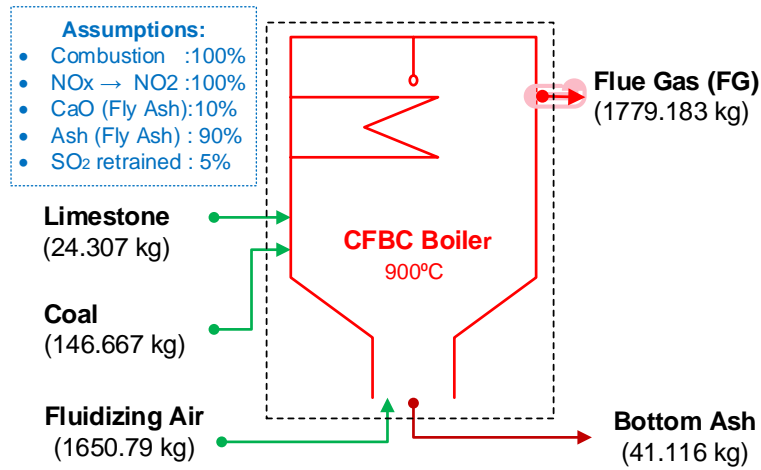 Assumptions:
• Combustion :100%
• NOx → NO2 :100%
• CaO (Fly Ash):10%
• Ash (Fly Ash) : 90%
• SO₂ retrained : 5%
Flue Gas (FG)
(1779.183 kg)
Limestone
(24.307 kg)
CFBC Boiler
900ºC
Coal
(146.667 kg)
Fluidizing Air
(1650.79 kg)
Bottom Ash
(41.116 kg)